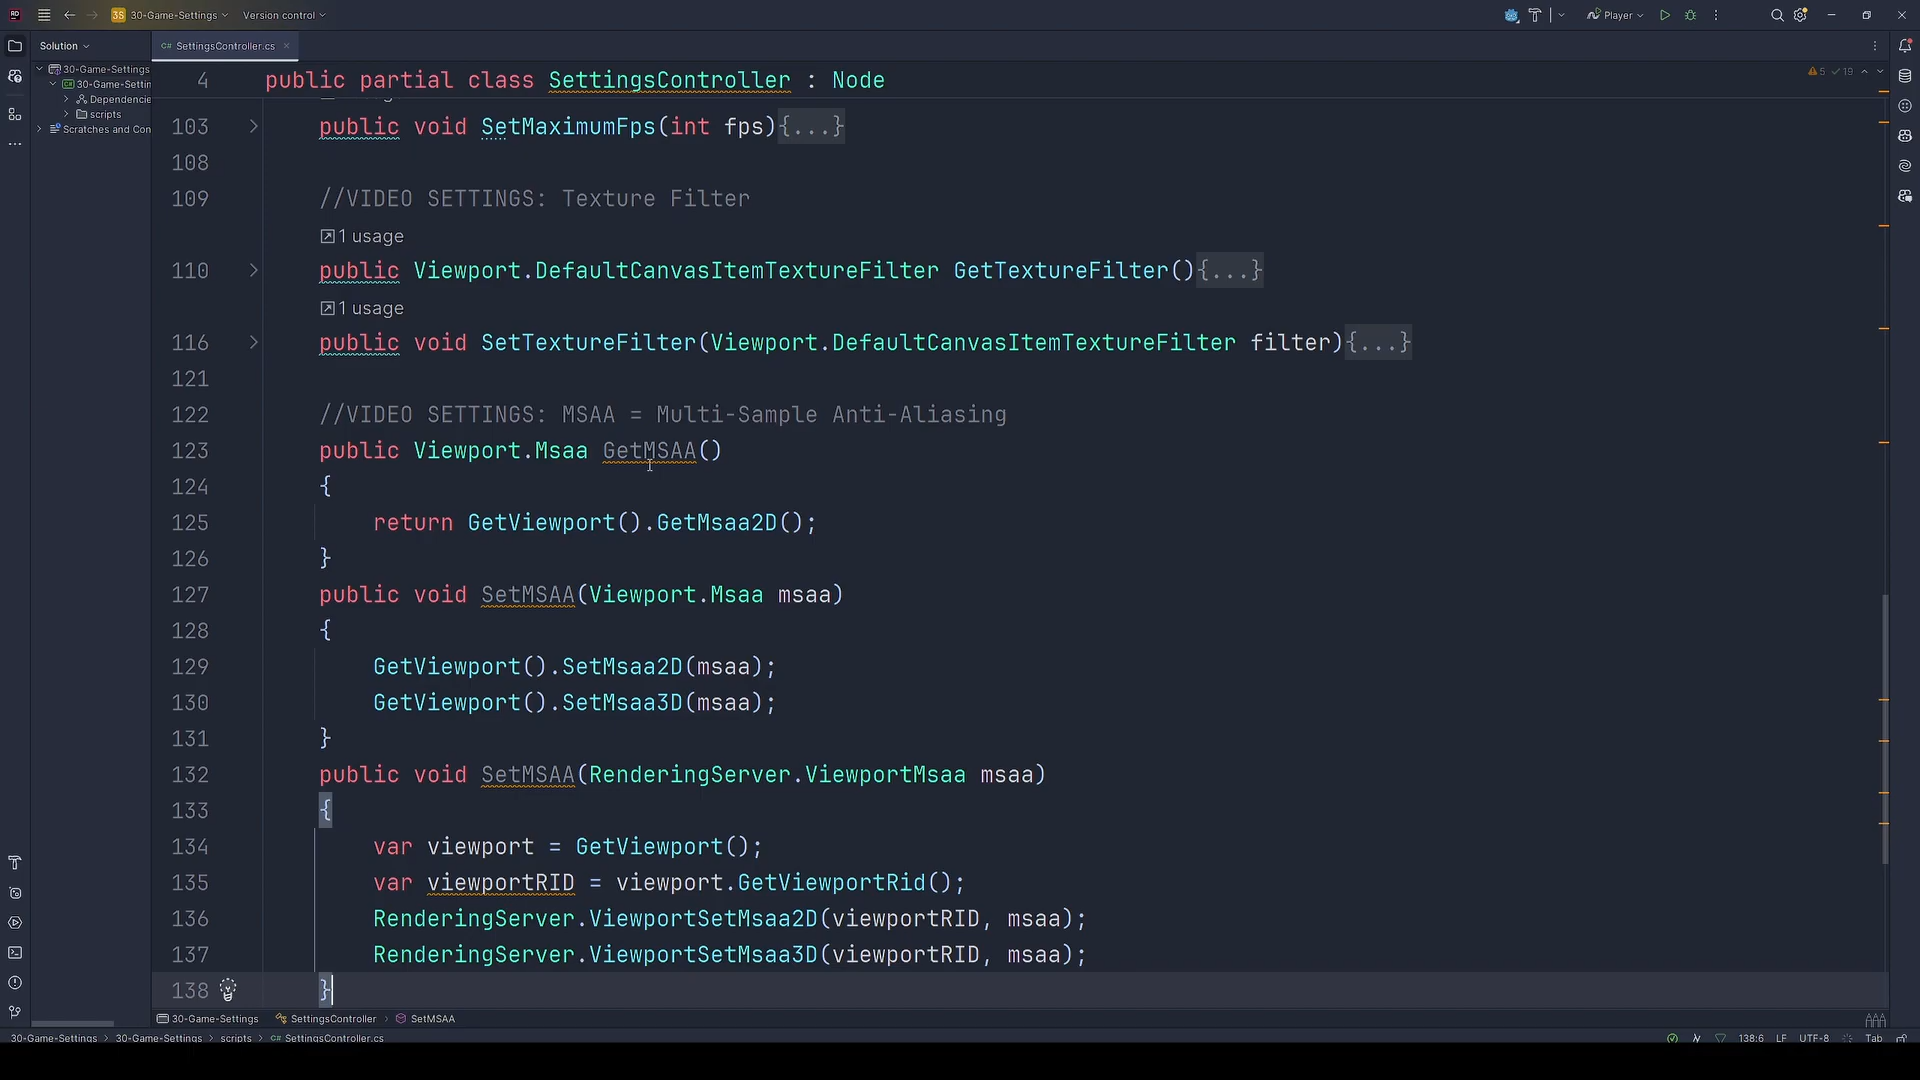 30-Game-Settings
Version control
Player
Solution
SettingsController.cs
30-Game-Settings
30-Game-Settin
Dependencie
scripts
Scratches and Con
5 19
4 public partial class SettingsController : Node
103 public void SetMaximumFps(int fps){...}
108
109 //VIDEO SETTINGS: Texture Filter
1 usage
110 public Viewport.DefaultCanvasItemTextureFilter GetTextureFilter(){...}
1 usage
116 public void SetTextureFilter(Viewport.DefaultCanvasItemTextureFilter filter){...}
121
122 //VIDEO SETTINGS: MSAA = Multi-Sample Anti-Aliasing
123 public Viewport.Msaa GetMSAA()
124 {
125 return GetViewport().GetMsaa2D();
126 }
127 public void SetMSAA(Viewport.Msaa msaa)
128 {
129 GetViewport().SetMsaa2D(msaa);
130 GetViewport().SetMsaa3D(msaa);
131 }
132 public void SetMSAA(RenderingServer.ViewportMsaa msaa)
133 {
134 var viewport = GetViewport();
135 var viewportRID = viewport.GetViewportRid();
136 RenderingServer.ViewportSetMsaa2D(viewportRID, msaa);
137 RenderingServer.ViewportSetMsaa3D(viewportRID, msaa);
138 }
30-Game-Settings SettingsController SetMSAA
30-Game-Settings 30-Game-Settings scripts C# SettingsController.cs
138:6 LF UTF-8 Tab